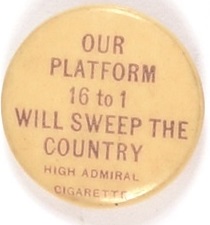 OUR
PLATFORM
16 to 1
WILL SWEEP THE
COUNTRY
HIGH ADMIRAL
CIGARETTE